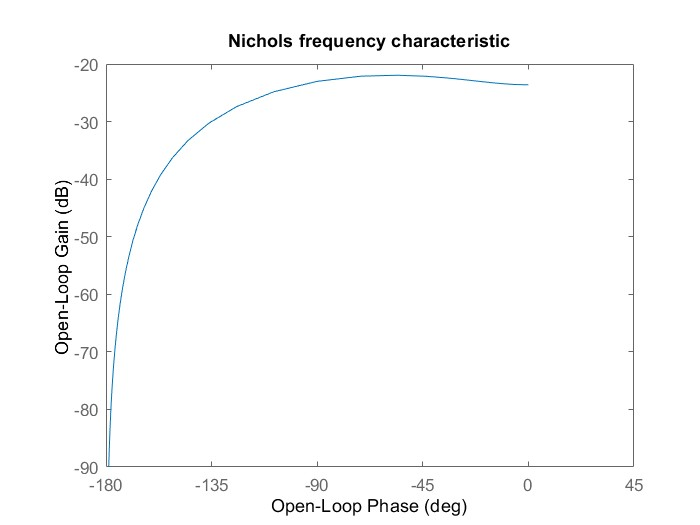 Nichols frequency characteristic
Open-Loop Gain (dB)
-20
-30
-40
-50
-60
-70
-80
-90
-180 -135 -90 -45 0 45
Open-Loop Phase (deg)